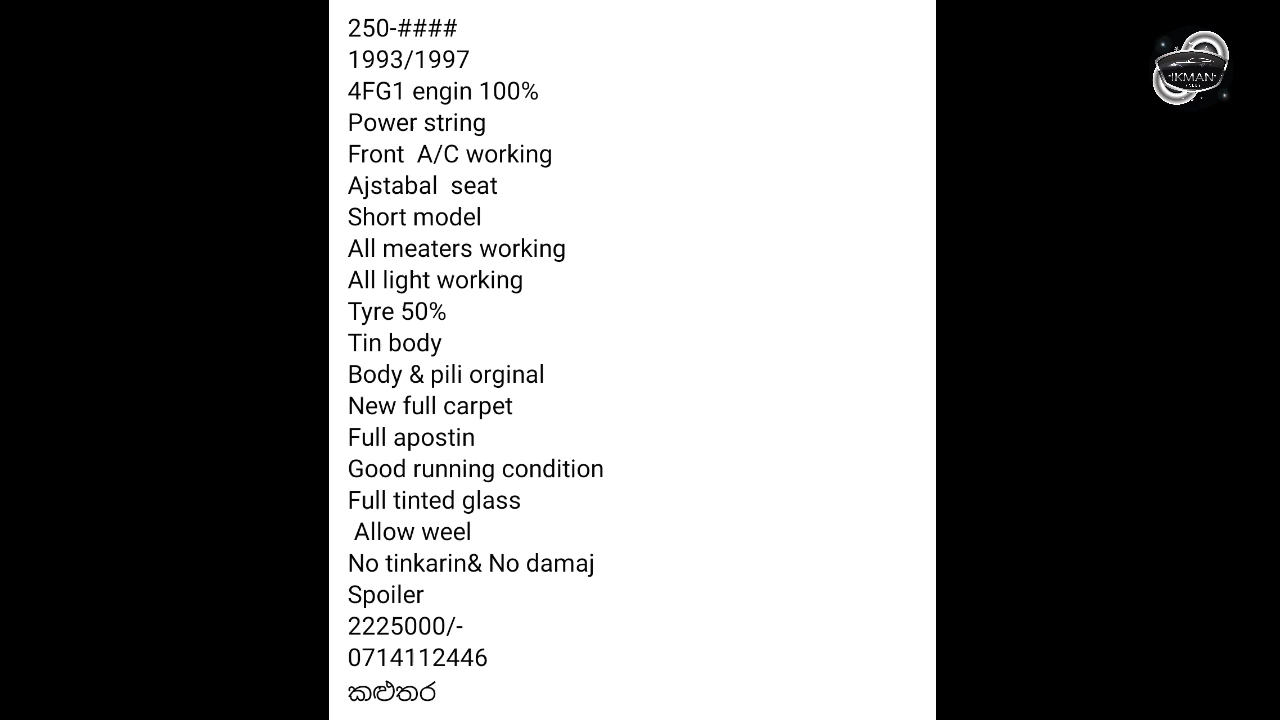 250-####
1993/1997
4FG1 engin 100%
Power string
Front  A/C working
Ajstabal  seat
Short model
All meaters working
All light working
Tyre 50%
Tin body
Body & pili orginal
New full carpet
Full apostin
Good running condition
Full tinted glass
Allow weel
No tinkarin& No damaj
Spoiler
2225000/-
0714112446
කළුතර
IKMAN